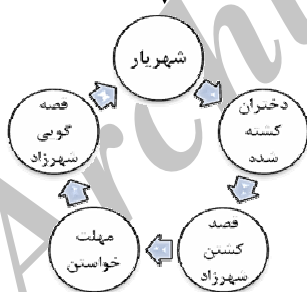 شهریار
دختران
کشته
شده
قصد
کشتن
شهرزاد
مهلت
خواستن
قصه
گویی
شهرزاد